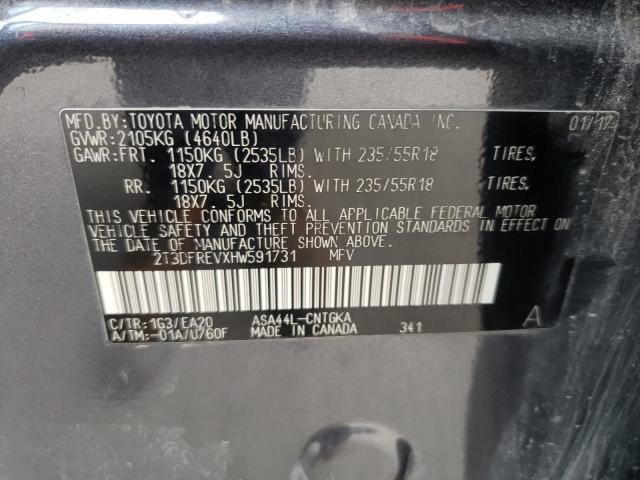 MFD.BY:TOYOTA MOTOR MANUFACTURING CANADA INC. 01/17
GVWR:2105KG (4640LB)
GAWR:FRT. 1150KG (2535LB) WITH 235/55R18 TIRES,
18X7. 5J RIMS.
RR. 1150KG (2535LB) WITH 235/55R18 TIRES,
18X7. 5J RIMS.
THIS VEHICLE CONFORMS TO ALL APPLICABLE FEDERAL MOTOR
VEHICLE SAFETY AND THEFT PREVENTION STANDARDS IN EFFECT ON
THE DATE OF MANUFACTURE SHOWN ABOVE.
2T3DFREVXHW591731 MPV
C/TR:1G3/EA20 ASA44L-CNTGKA
A/TM:-01A/U760F MADE IN CANADA 341 A